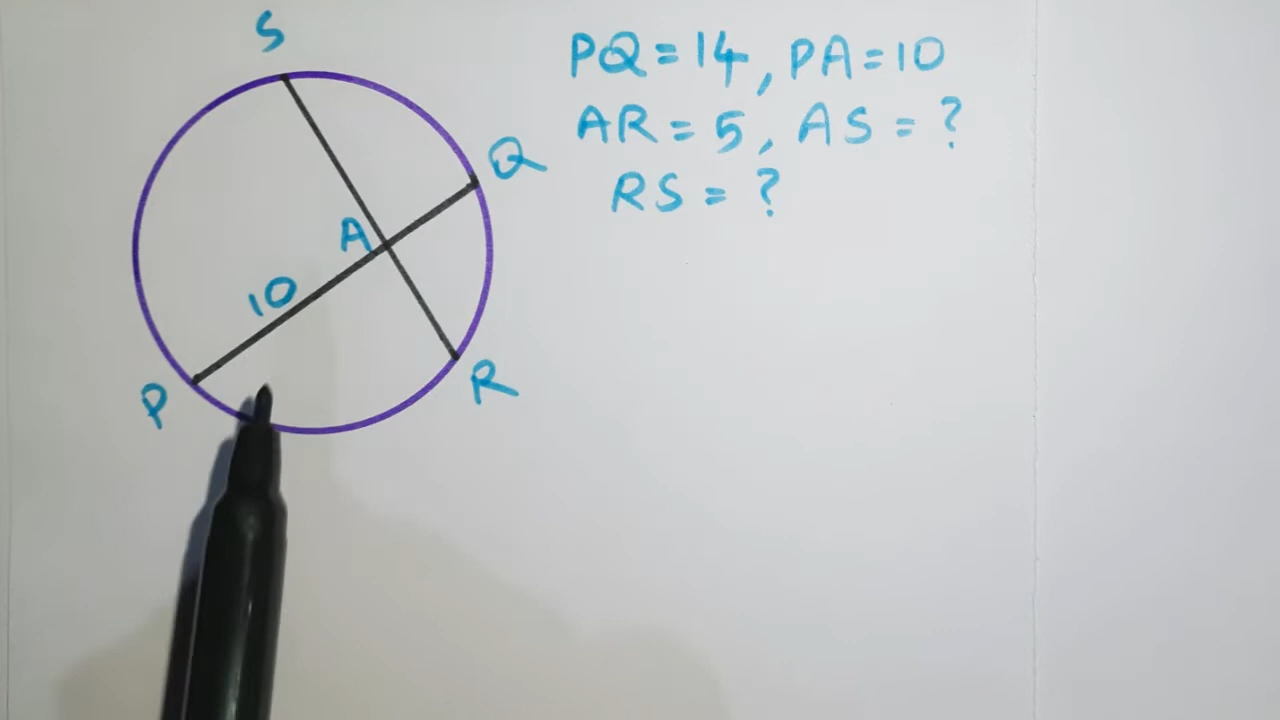 S
PQ = 14, PA = 10
AR = 5, AS = ?
Q
RS = ?
A
10
P
R